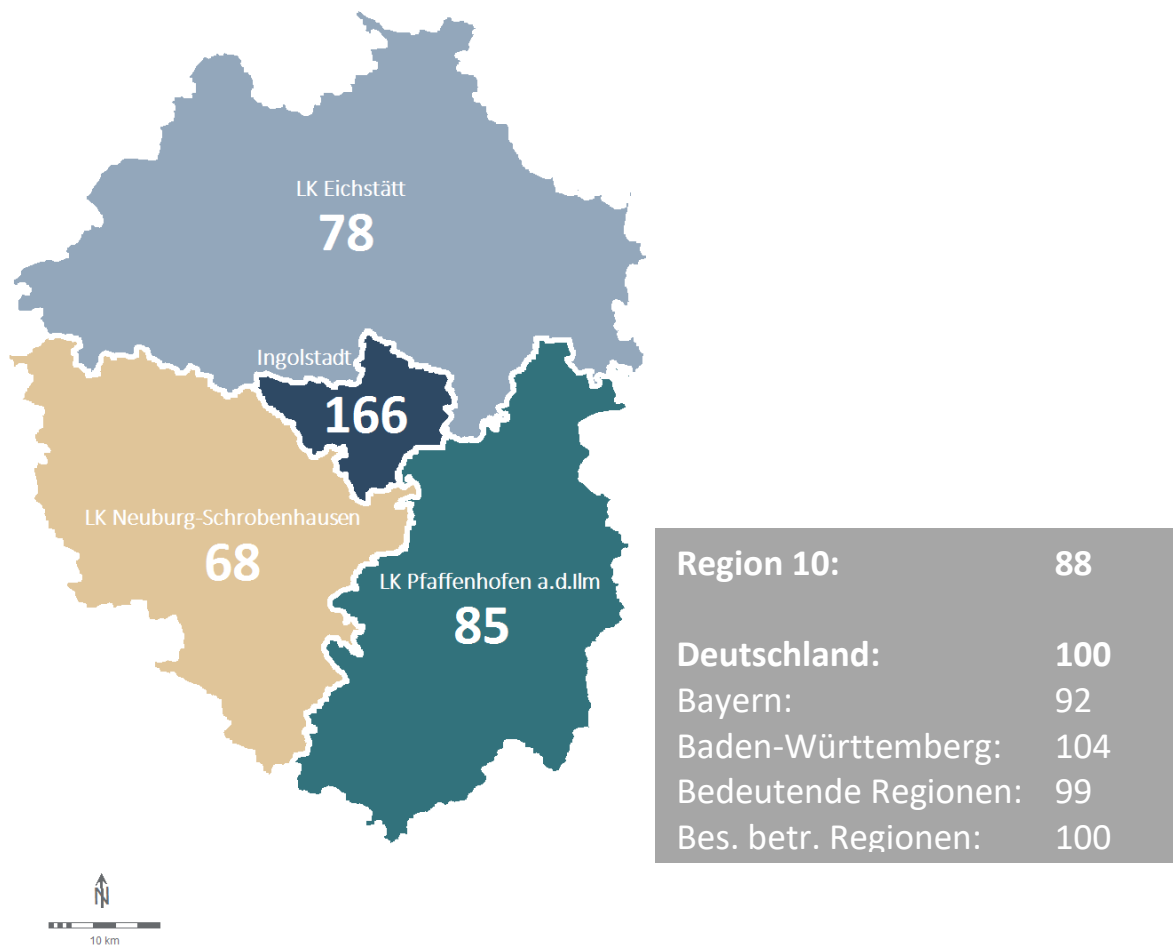 LK Eichstätt
78
Ingolstadt
166
LK Neuburg-Schrobenhausen
68
LK Pfaffenhofen a.d.Ilm
85
Region 10: 88
Deutschland: 100
Bayern: 92
Baden-Württemberg: 104
Bedeutende Regionen: 99
Bes. betr. Regionen: 100
N
10 km